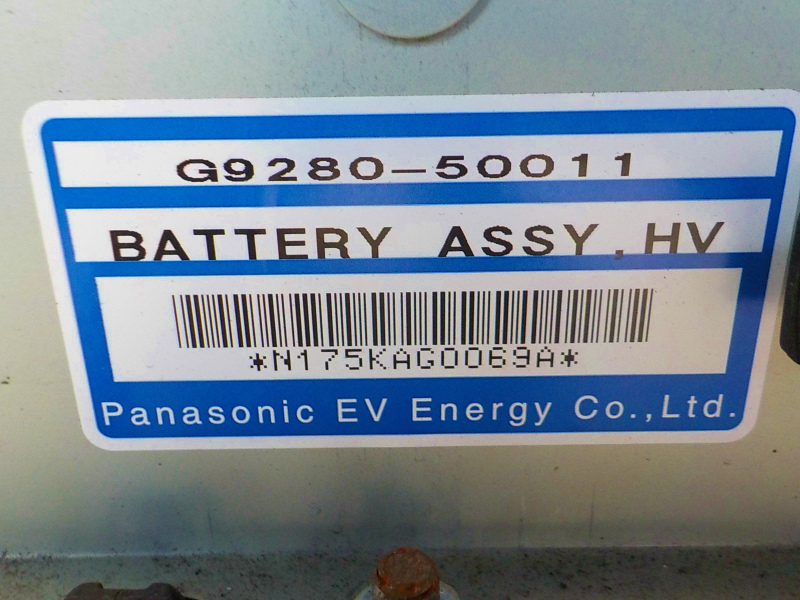 G9280-50011
BATTERY ASSY,HV
*N175KAG0069A*
Panasonic EV Energy Co.,Ltd.